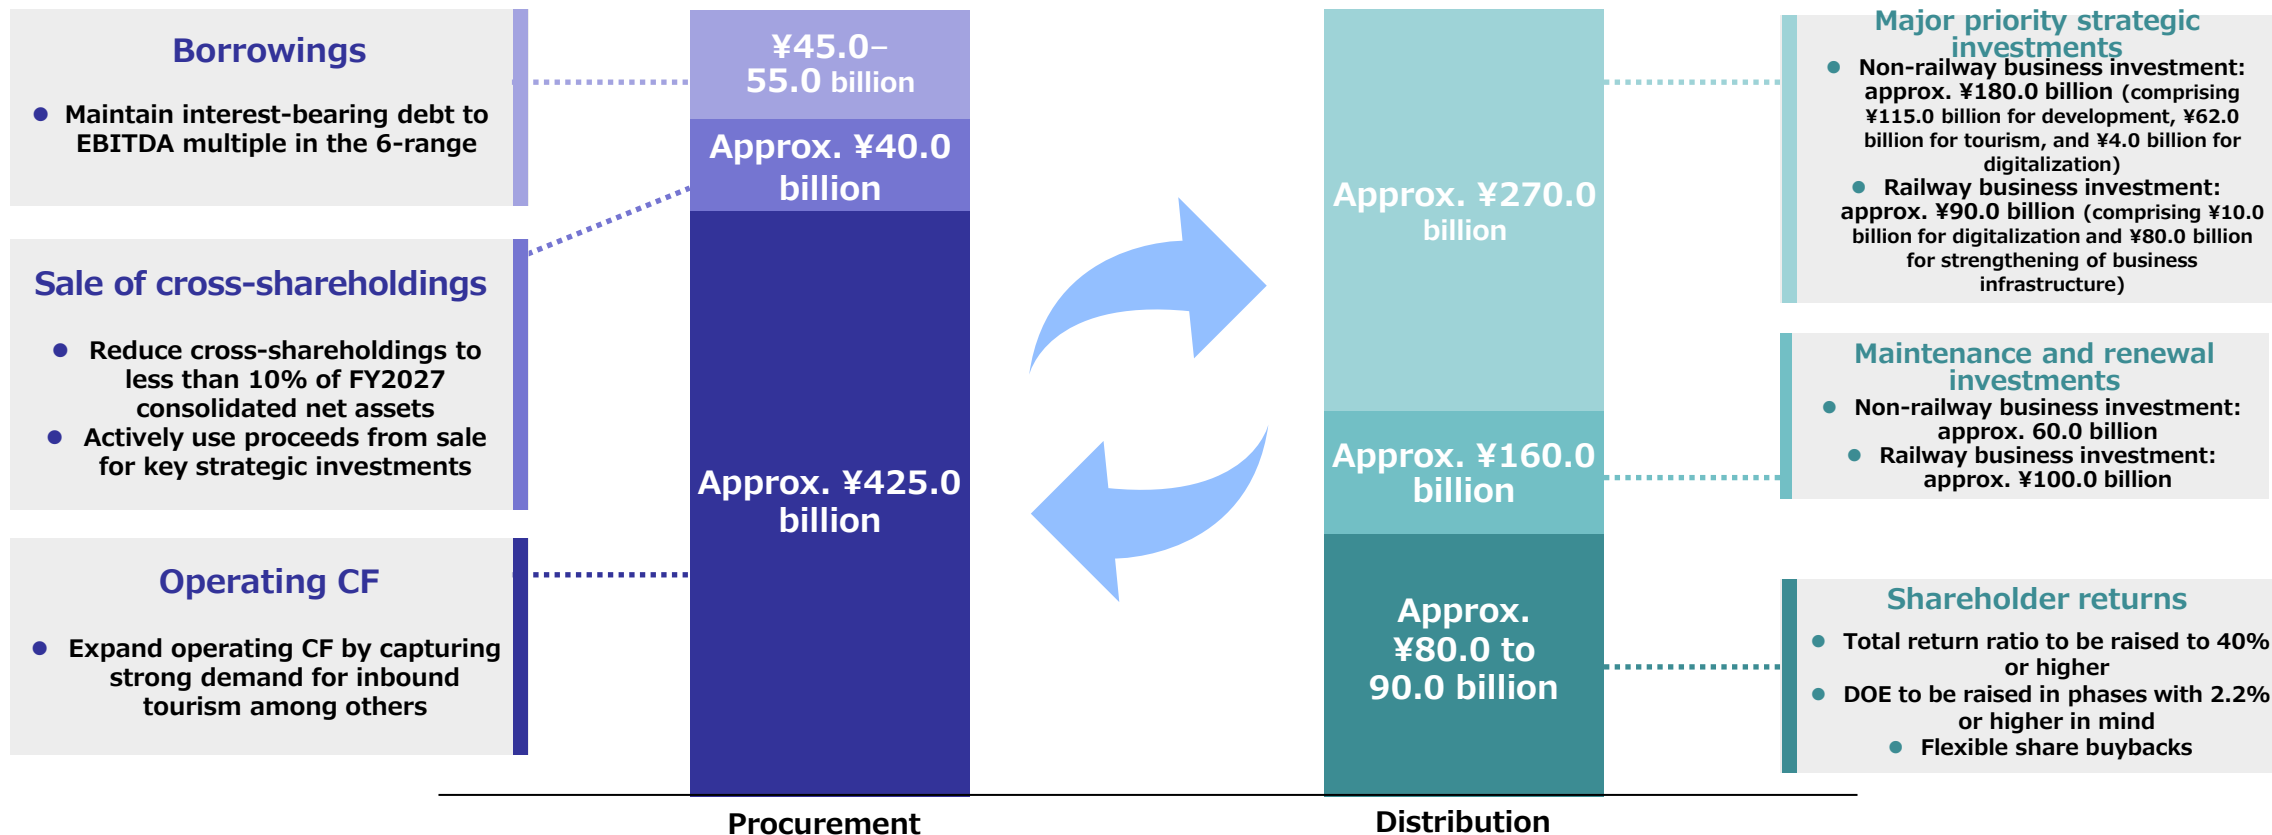 Borrowings
● Maintain interest-bearing debt to
EBITDA multiple in the 6-range
Sale of cross-shareholdings
● Reduce cross-shareholdings to
less than 10% of FY2027
consolidated net assets
● Actively use proceeds from sale
for key strategic investments
Operating CF
● Expand operating CF by capturing
strong demand for inbound
tourism among others
¥45.0–
55.0 billion
Approx. ¥40.0
billion
Approx. ¥425.0
billion
Procurement
Approx. ¥270.0
billion
Approx. ¥160.0
billion
Approx.
¥80.0 to
90.0 billion
Distribution
Major priority strategic
investments
● Non-railway business investment:
approx. ¥180.0 billion (comprising
¥115.0 billion for development, ¥62.0
billion for tourism, and ¥4.0 billion for
digitalization)
● Railway business investment:
approx. ¥90.0 billion (comprising ¥10.0
billion for digitalization and ¥80.0 billion
for strengthening of business
infrastructure)
Maintenance and renewal
investments
● Non-railway business investment:
approx. 60.0 billion
● Railway business investment:
approx. ¥100.0 billion
Shareholder returns
● Total return ratio to be raised to 40%
or higher
● DOE to be raised in phases with 2.2%
or higher in mind
● Flexible share buybacks